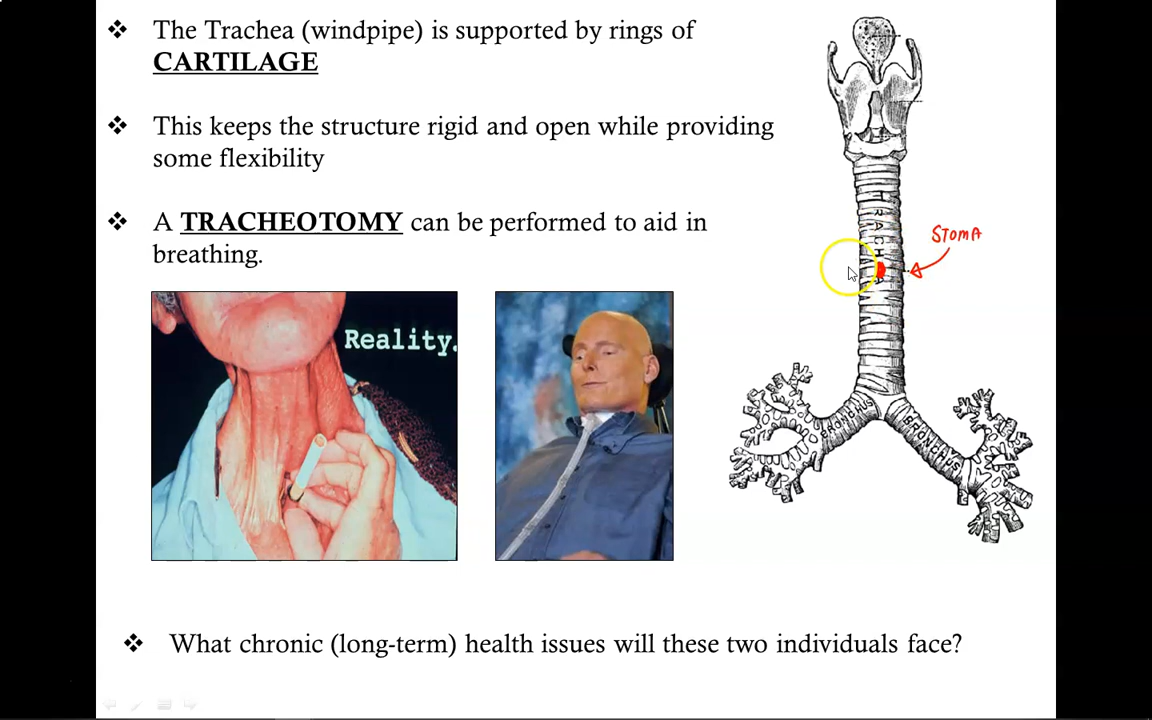 ❖ The Trachea (windpipe) is supported by rings of
CARTILAGE
❖ This keeps the structure rigid and open while providing
some flexibility
❖ A TRACHEOTOMY can be performed to aid in
breathing.
Reality.
TRACHEA
STOMA
BRONCHUS
❖ What chronic (long-term) health issues will these two individuals face?